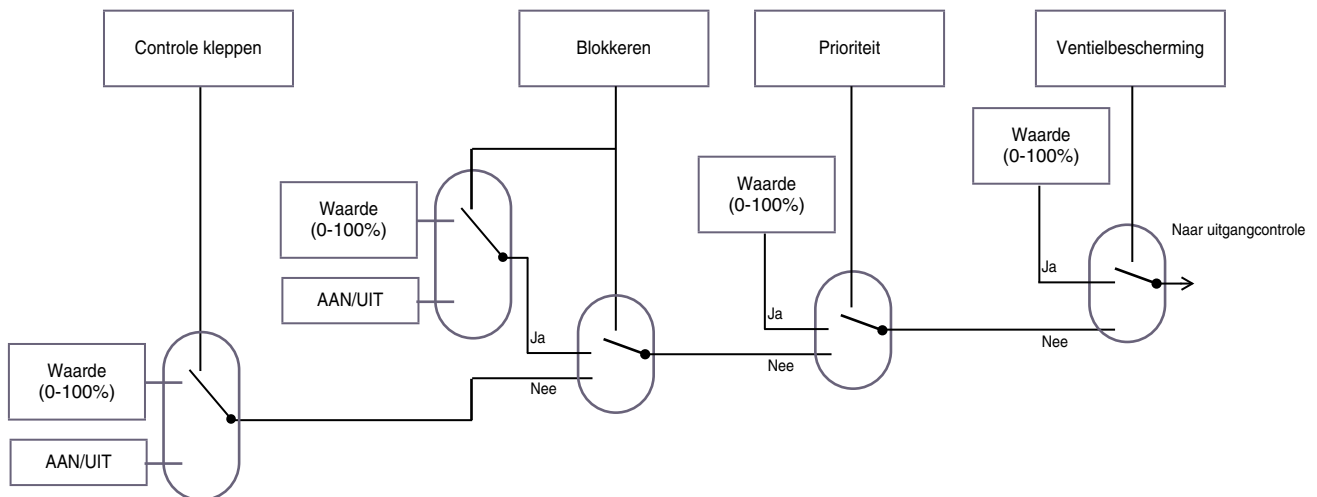 Controle kleppen
Blokkeren
Prioriteit
Ventielbescherming
Waarde
(0-100%)
Waarde
(0-100%)
Waarde
(0-100%)
AAN/UIT
Naar uitgangcontrole
Ja
Ja
Ja
Nee
Nee
Nee
Waarde
(0-100%)
AAN/UIT